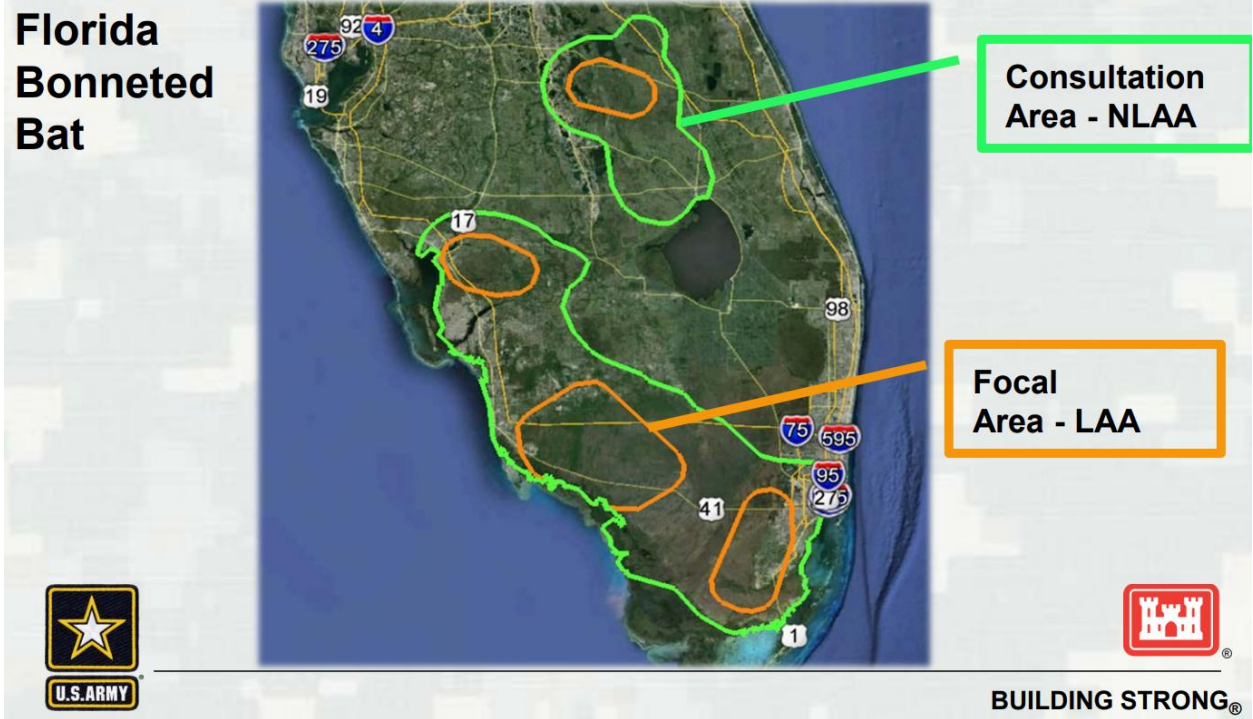 Florida
Bonneted
Bat
92
4
275
19
17
98
75
595
95
275
41
1
Consultation
Area - NLAA
Focal
Area - LAA
U.S.ARMY
®
®
BUILDING STRONG®